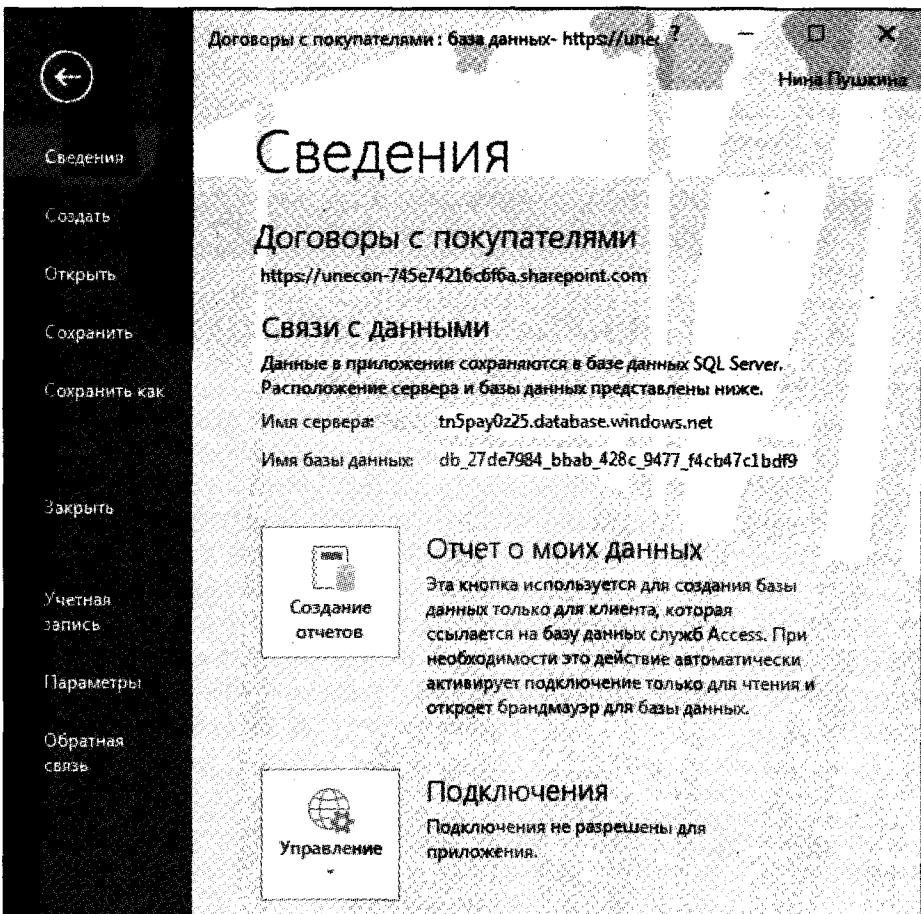 Договоры с покупателями : база данных- https://unec ? — □ ×
Нина Пушкина
Сведения
Создать
Открыть
Сохранить
Сохранить как
Закрыть
Учетная
запись
Параметры
Обратная
связь
Сведения
Договоры с покупателями
https://unecon-745e74216c6f6a.sharepoint.com
Связи с данными
Данные в приложении сохраняются в базе данных SQL Server.
Расположение сервера и базы данных представлены ниже.
Имя сервера: tn5pay0z25.database.windows.net
Имя базы данных: db_27de7984_bbab_428c_9477_f4cb47c1bdf9
Создание
отчетов
Отчет о моих данных
Эта кнопка используется для создания базы
данных только для клиента, которая
ссылается на базу данных служб Access. При
необходимости это действие автоматически
активирует подключение только для чтения и
откроет брандмауэр для базы данных.
Управление
Подключения
Подключения не разрешены для
приложения.